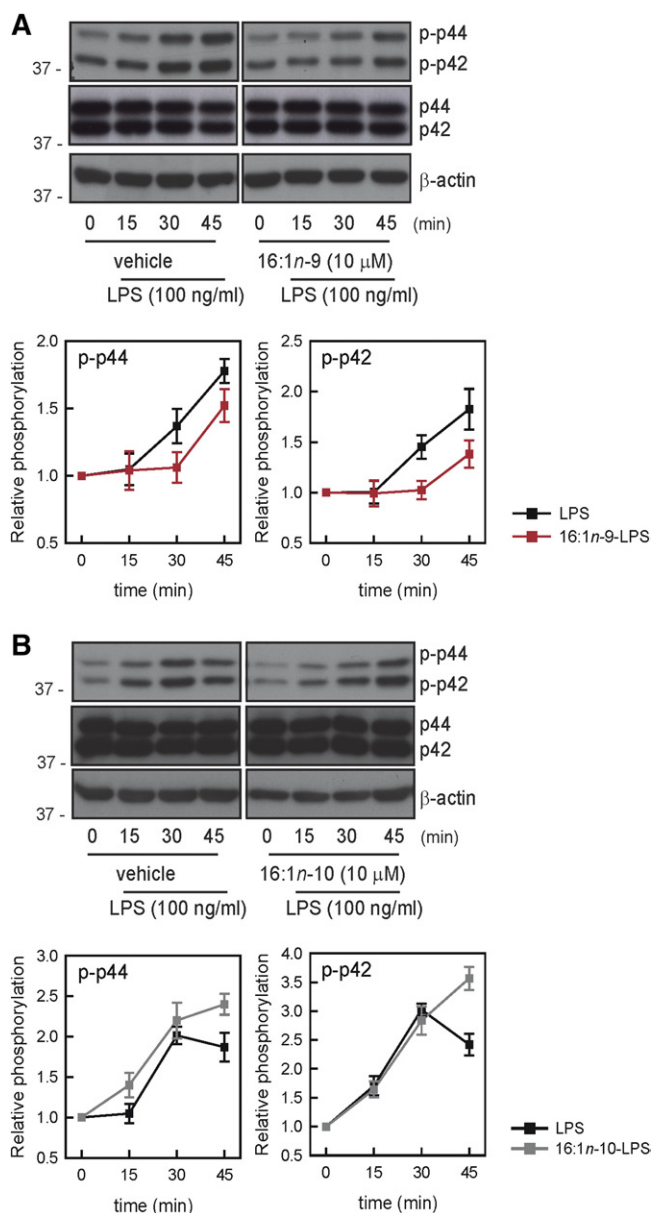 A
p-p44
37 -
p-p42
p44
p42
37 -
37 -
β-actin
0 15 30 45 0 15 30 45 (min)
vehicle 16:1n-9 (10 μM)
LPS (100 ng/ml) LPS (100 ng/ml)
Relative phosphorylation
p-p44
2.0
1.5
1.0
0.5
0 15 30 45
time (min)
Relative phosphorylation
p-p42
2.5
2.0
1.5
1.0
0.5
0 15 30 45
time (min)
LPS
16:1n-9-LPS
B
p-p44
37 -
p-p42
p44
p42
37 -
β-actin
37 -
0 15 30 45 0 15 30 45 (min)
vehicle 16:1n-10 (10 μM)
LPS (100 ng/ml) LPS (100 ng/ml)
Relative phosphorylation
p-p44
3.0
2.5
2.0
1.5
1.0
0.5
0 15 30 45
time (min)
Relative phosphorylation
p-p42
4.0
3.5
3.0
2.5
2.0
1.5
1.0
0.5
0 15 30 45
time (min)
LPS
16:1n-10-LPS